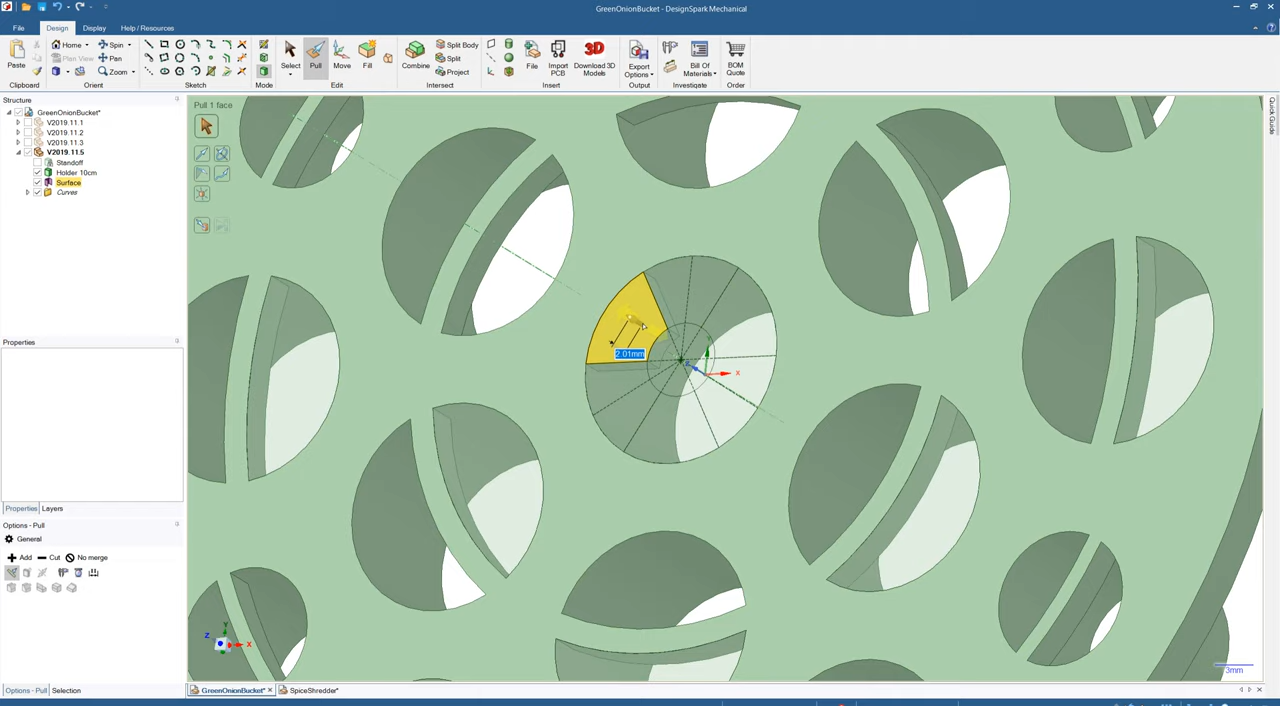 GreenOnionBucket - DesignSpark Mechanical
File
Design
Display
Help / Resources
Paste
Clipboard
Home
Plan View
Spin
Pan
Zoom
Orient
Sketch
Mode
Select
Pull
Move
Fill
Edit
Combine
Split Body
Split
Project
Intersect
File
Import PCB
3D
Download 3D Models
Insert
Export Options
Output
Bill Of Materials
Investigate
BOM Quote
Order
Structure
GreenOnionBucket*
V2019.11.1
V2019.11.2
V2019.11.3
V2019.11.5
Standoff
Holder 10cm
Surface
Curves
Properties
Properties
Layers
Options - Pull
General
Add
Cut
No merge
Options - Pull
Selection
Pull 1 face
2.01mm
X
Y
Z
X
3mm
GreenOnionBucket*
SpiceShredder*
Quick Guide